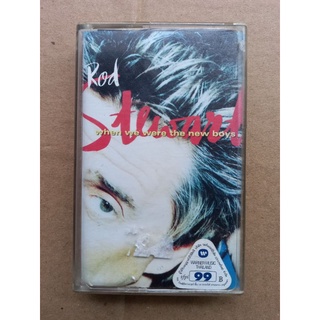 Rod
Stewart
when we were the new boys
WARNER MUSIC
THAILAND
99